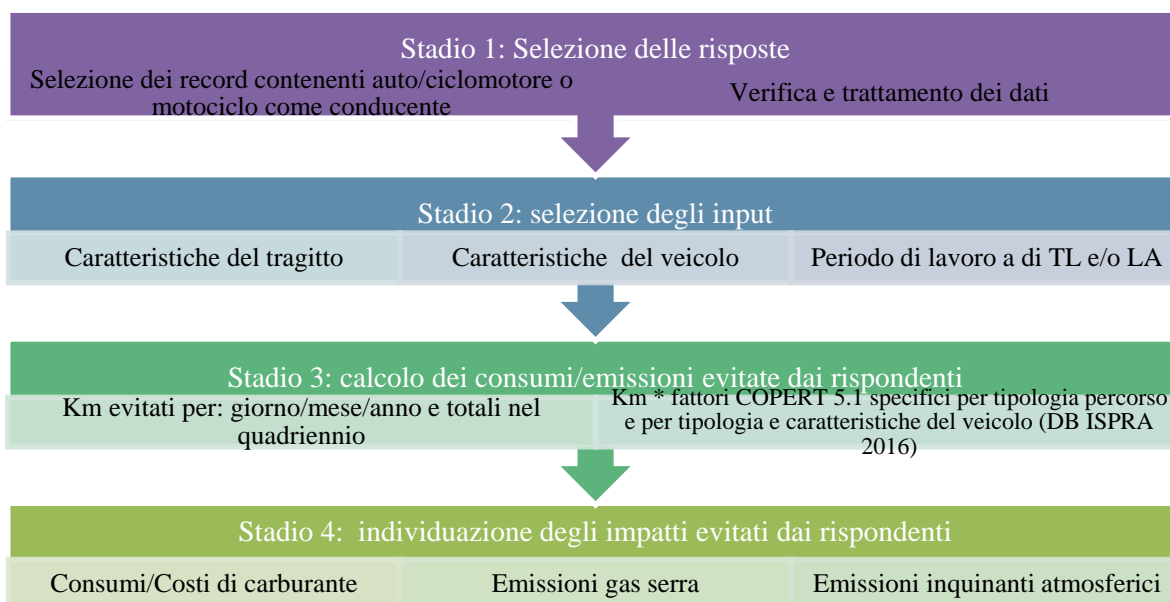 Stadio 1: Selezione delle risposte
Selezione dei record contenenti auto/ciclomotore o
motociclo come conducente
Verifica e trattamento dei dati
Stadio 2: selezione degli input
Caratteristiche del tragitto
Caratteristiche del veicolo
Periodo di lavoro a di TL e/o LA
Stadio 3: calcolo dei consumi/emissioni evitate dai rispondenti
Km evitati per: giorno/mese/anno e totali nel
quadriennio
Km * fattori COPERT 5.1 specifici per tipologia percorso
e per tipologia e caratteristiche del veicolo (DB ISPRA
2016)
Stadio 4: individuazione degli impatti evitati dai rispondenti
Consumi/Costi di carburante
Emissioni gas serra
Emissioni inquinanti atmosferici